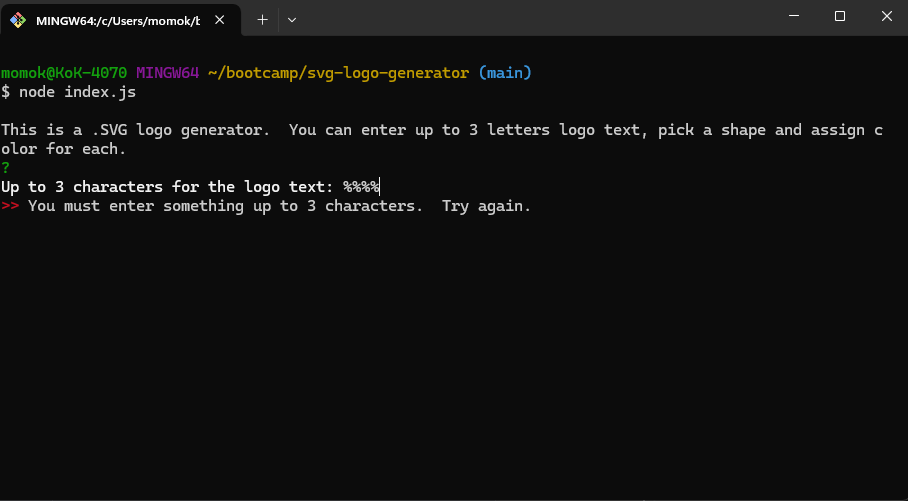 MINGW64:/c/Users/momok/b
momok@KoK-4070 MINGW64 ~/bootcamp/svg-logo-generator (main)
$ node index.js
This is a .SVG logo generator.  You can enter up to 3 letters logo text, pick a shape and assign c
olor for each.
?
Up to 3 characters for the logo text: %%%%
>> You must enter something up to 3 characters.  Try again.